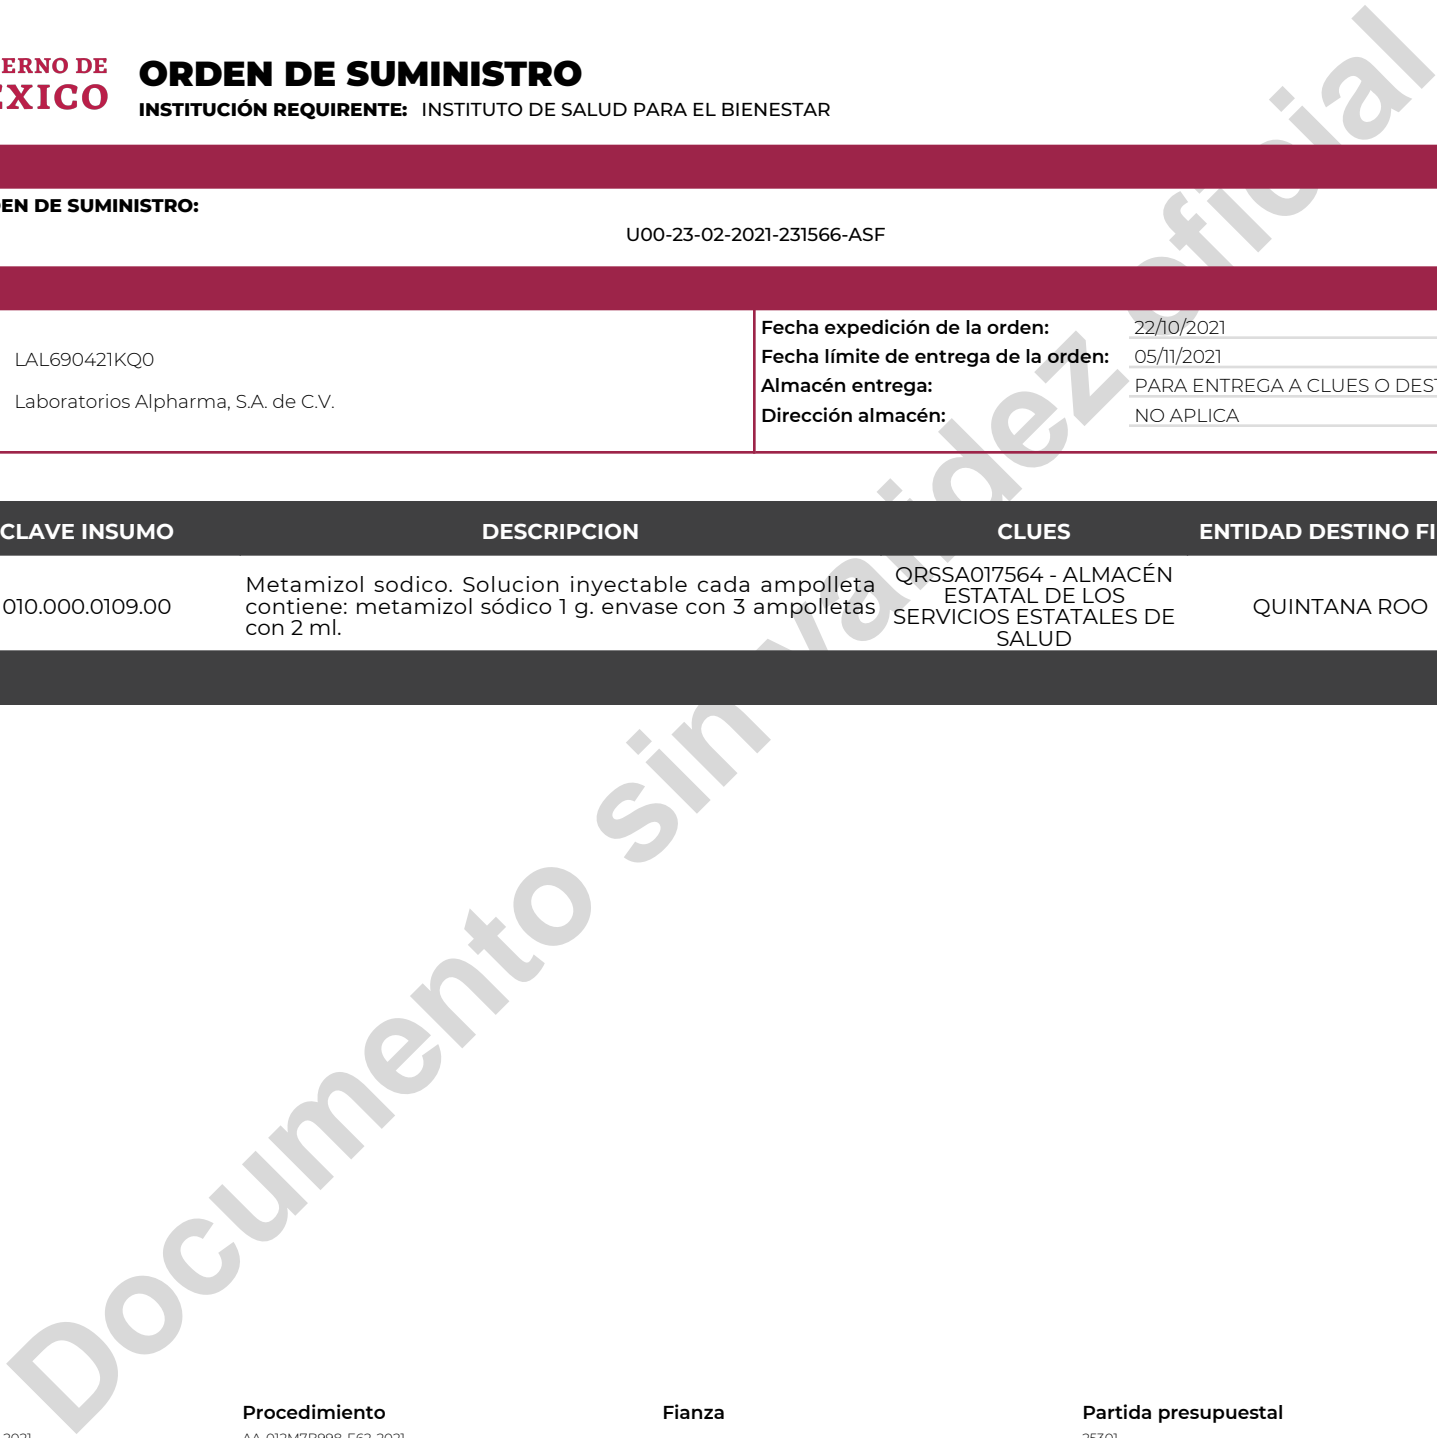 ERNO DE
EXICO
ORDEN DE SUMINISTRO
INSTITUCIÓN REQUIRENTE: INSTITUTO DE SALUD PARA EL BIENESTAR
EN DE SUMINISTRO:
U00-23-02-2021-231566-ASF
LAL690421KQ0
Laboratorios Alpharma, S.A. de C.V.
Fecha expedición de la orden: 22/10/2021
Fecha límite de entrega de la orden: 05/11/2021
Almacén entrega: PARA ENTREGA A CLUES O DEST
Dirección almacén: NO APLICA
CLAVE INSUMO DESCRIPCION CLUES ENTIDAD DESTINO FI
010.000.0109.00
Metamizol sodico. Solucion inyectable cada ampolleta
contiene: metamizol sódico 1 g. envase con 3 ampolletas
con 2 ml.
QRSSA017564 - ALMACÉN
ESTATAL DE LOS
SERVICIOS ESTATALES DE
SALUD
QUINTANA ROO
Documento sin validez oficial
Procedimiento Fianza Partida presupuestal